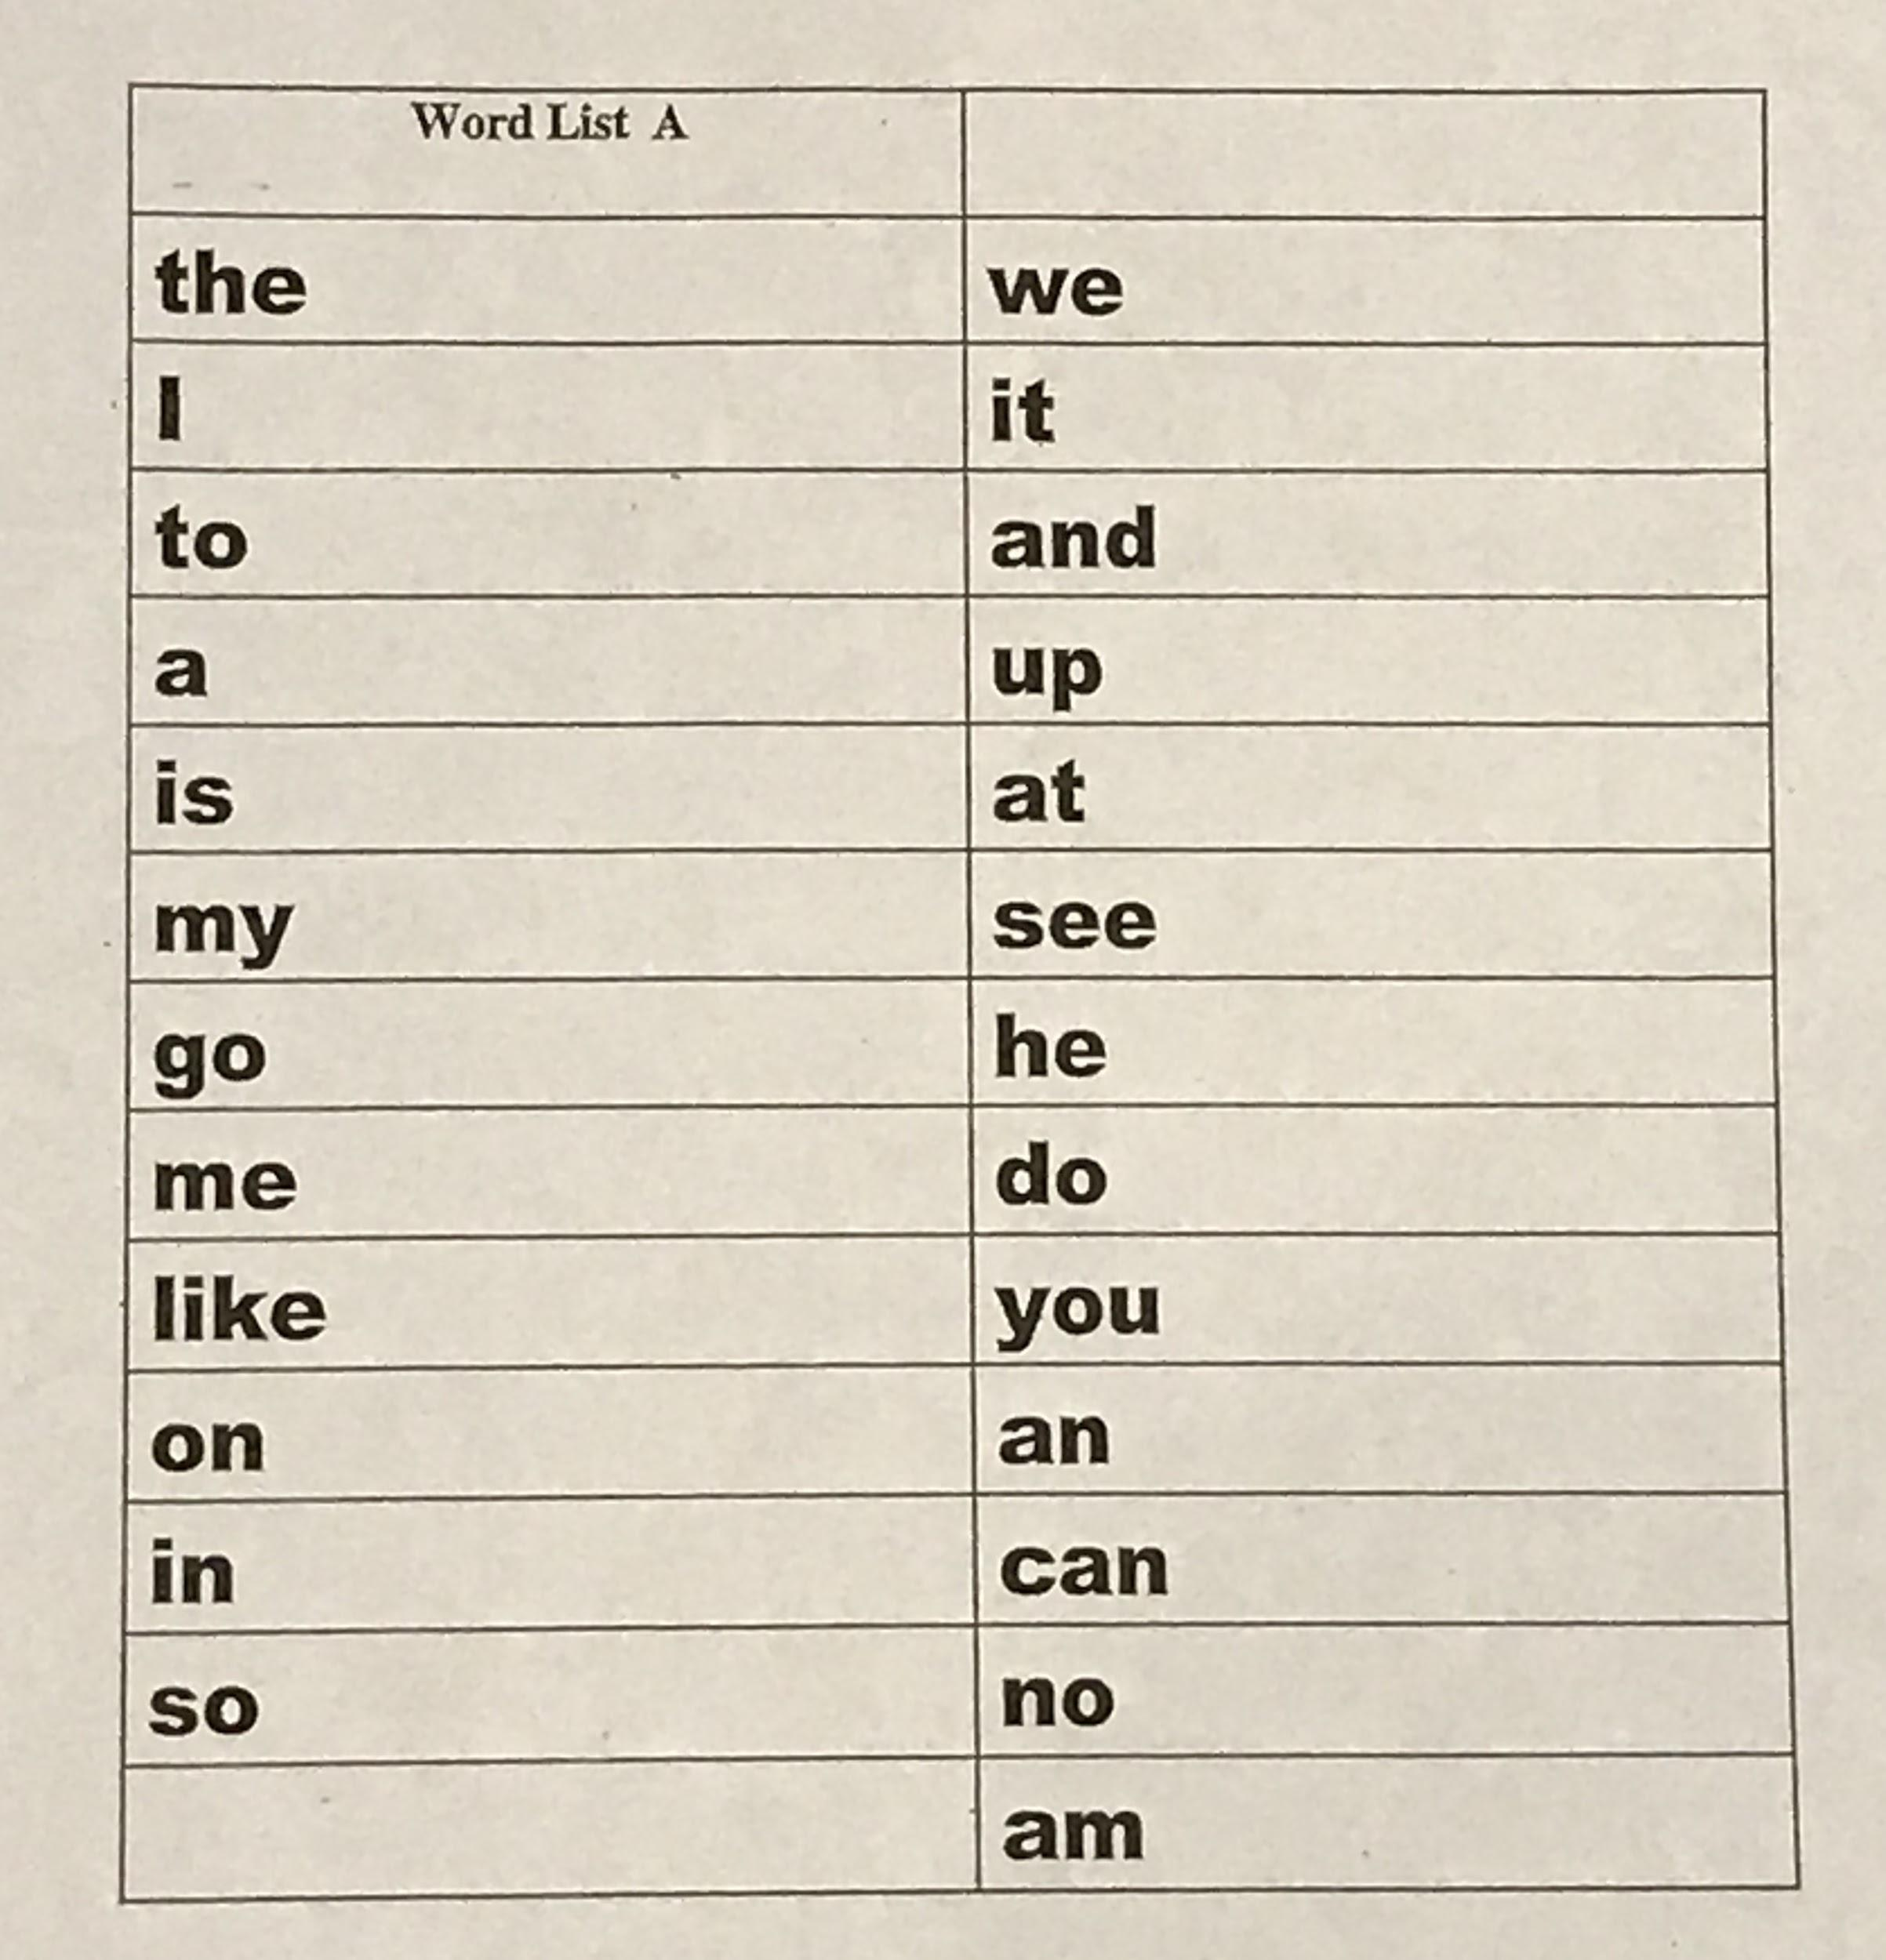 Word List A
the we
I it
to and
a up
is at
my see
go he
me do
like you
on an
in can
so no
am